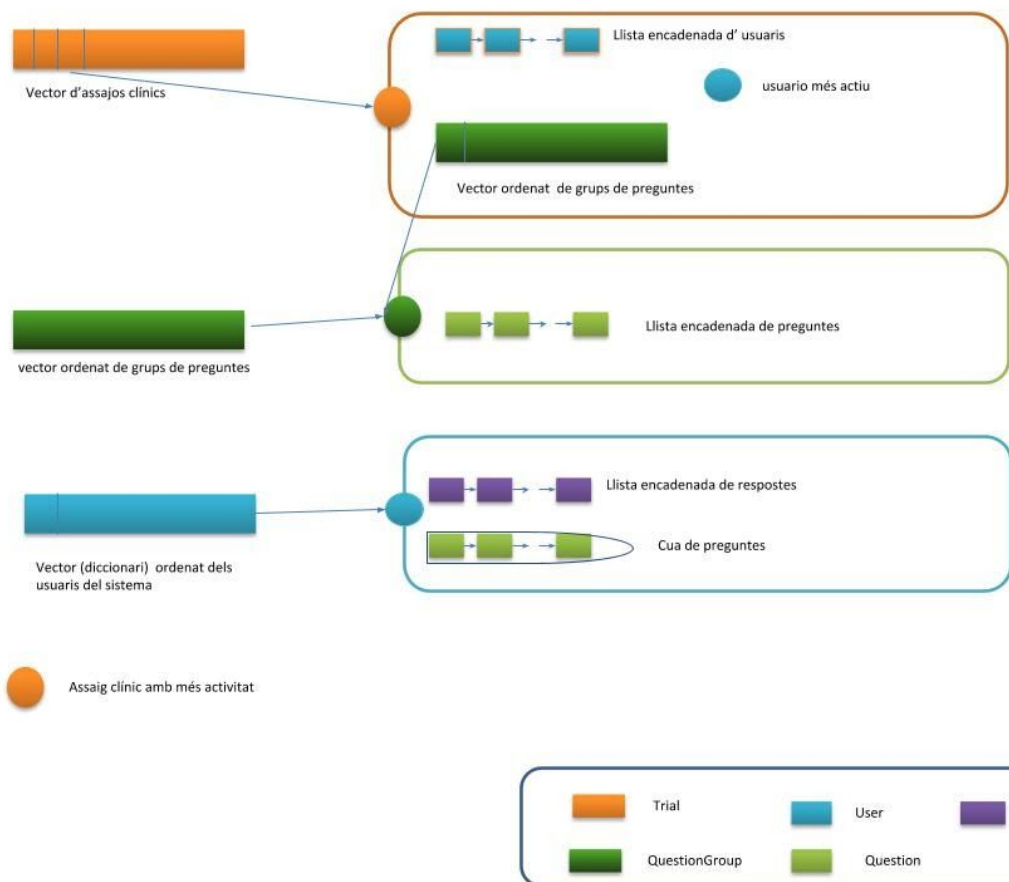 Llista encadenada d' usuaris
Vector d'assajos clínics
usuario més actiu
Vector ordenat de grups de preguntes
Llista encadenada de preguntes
vector ordenat de grups de preguntes
Llista encadenada de respostes
Cua de preguntes
Vector (diccionari) ordenat dels
usuaris del sistema
Assaig clínic amb més activitat
Trial
User
QuestionGroup
Question